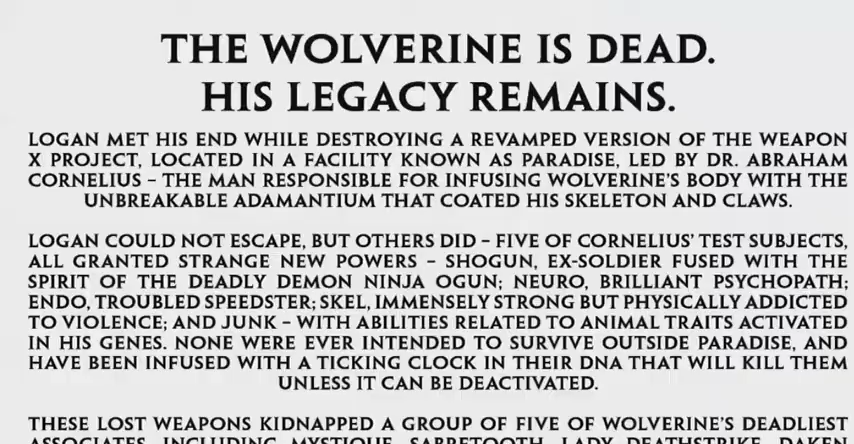 THE WOLVERINE IS DEAD.
HIS LEGACY REMAINS.
LOGAN MET HIS END WHILE DESTROYING A REVAMPED VERSION OF THE WEAPON
X PROJECT, LOCATED IN A FACILITY KNOWN AS PARADISE, LED BY DR. ABRAHAM
CORNELIUS – THE MAN RESPONSIBLE FOR INFUSING WOLVERINE'S BODY WITH THE
UNBREAKABLE ADAMANTIUM THAT COATED HIS SKELETON AND CLAWS.
LOGAN COULD NOT ESCAPE, BUT OTHERS DID – FIVE OF CORNELIUS' TEST SUBJECTS,
ALL GRANTED STRANGE NEW POWERS – SHOGUN, EX-SOLDIER FUSED WITH THE
SPIRIT OF THE DEADLY DEMON NINJA OGUN; NEURO, BRILLIANT PSYCHOPATH;
ENDO, TROUBLED SPEEDSTER; SKEL, IMMENSELY STRONG BUT PHYSICALLY ADDICTED
TO VIOLENCE; AND JUNK – WITH ABILITIES RELATED TO ANIMAL TRAITS ACTIVATED
IN HIS GENES. NONE WERE EVER INTENDED TO SURVIVE OUTSIDE PARADISE, AND
HAVE BEEN INFUSED WITH A TICKING CLOCK IN THEIR DNA THAT WILL KILL THEM
UNLESS IT CAN BE DEACTIVATED.
THESE LOST WEAPONS KIDNAPPED A GROUP OF FIVE OF WOLVERINE'S DEADLIEST
ASSOCIATES, INCLUDING MYSTIQUE, SABRETOOTH, LADY DEATHSTRIKE, DAKEN